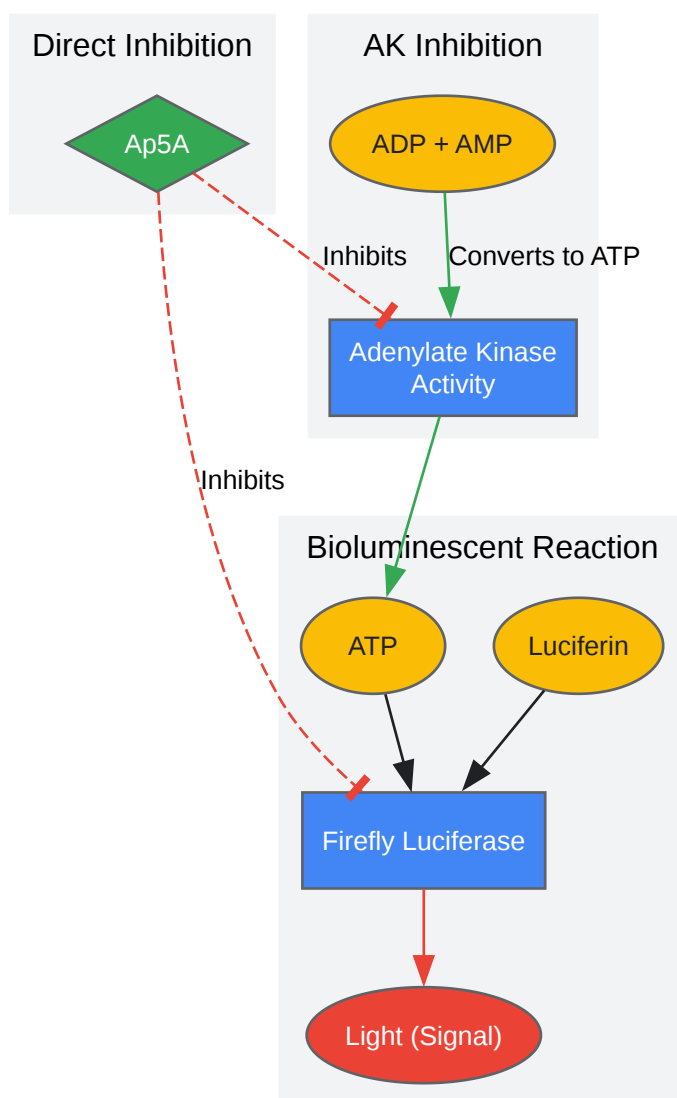 Direct Inhibition
AK Inhibition
Ap5A
ADP + AMP
Inhibits
Converts to ATP
Adenylate Kinase
Activity
Inhibits
Bioluminescent Reaction
ATP
Luciferin
Firefly Luciferase
Light (Signal)